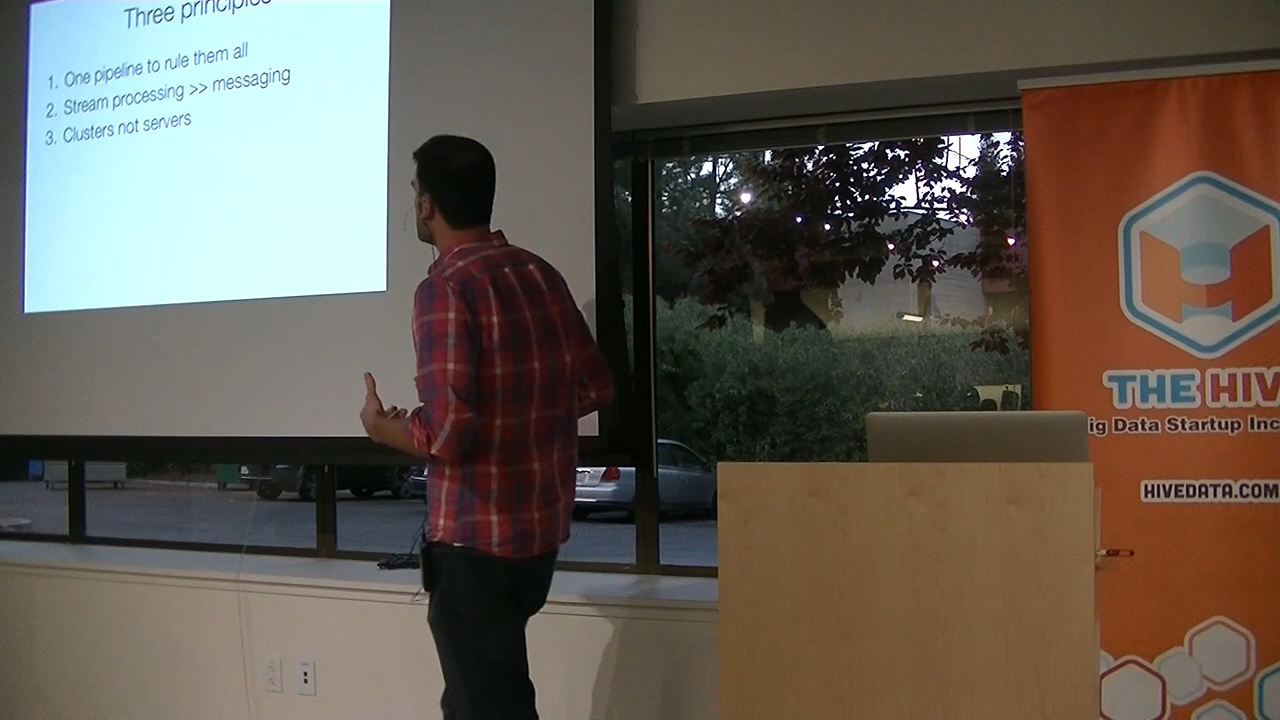 Three principles
1. One pipeline to rule them all
2. Stream processing >> messaging
3. Clusters not servers
THE HIV
ig Data Startup Inc
HIVEDATA.COM